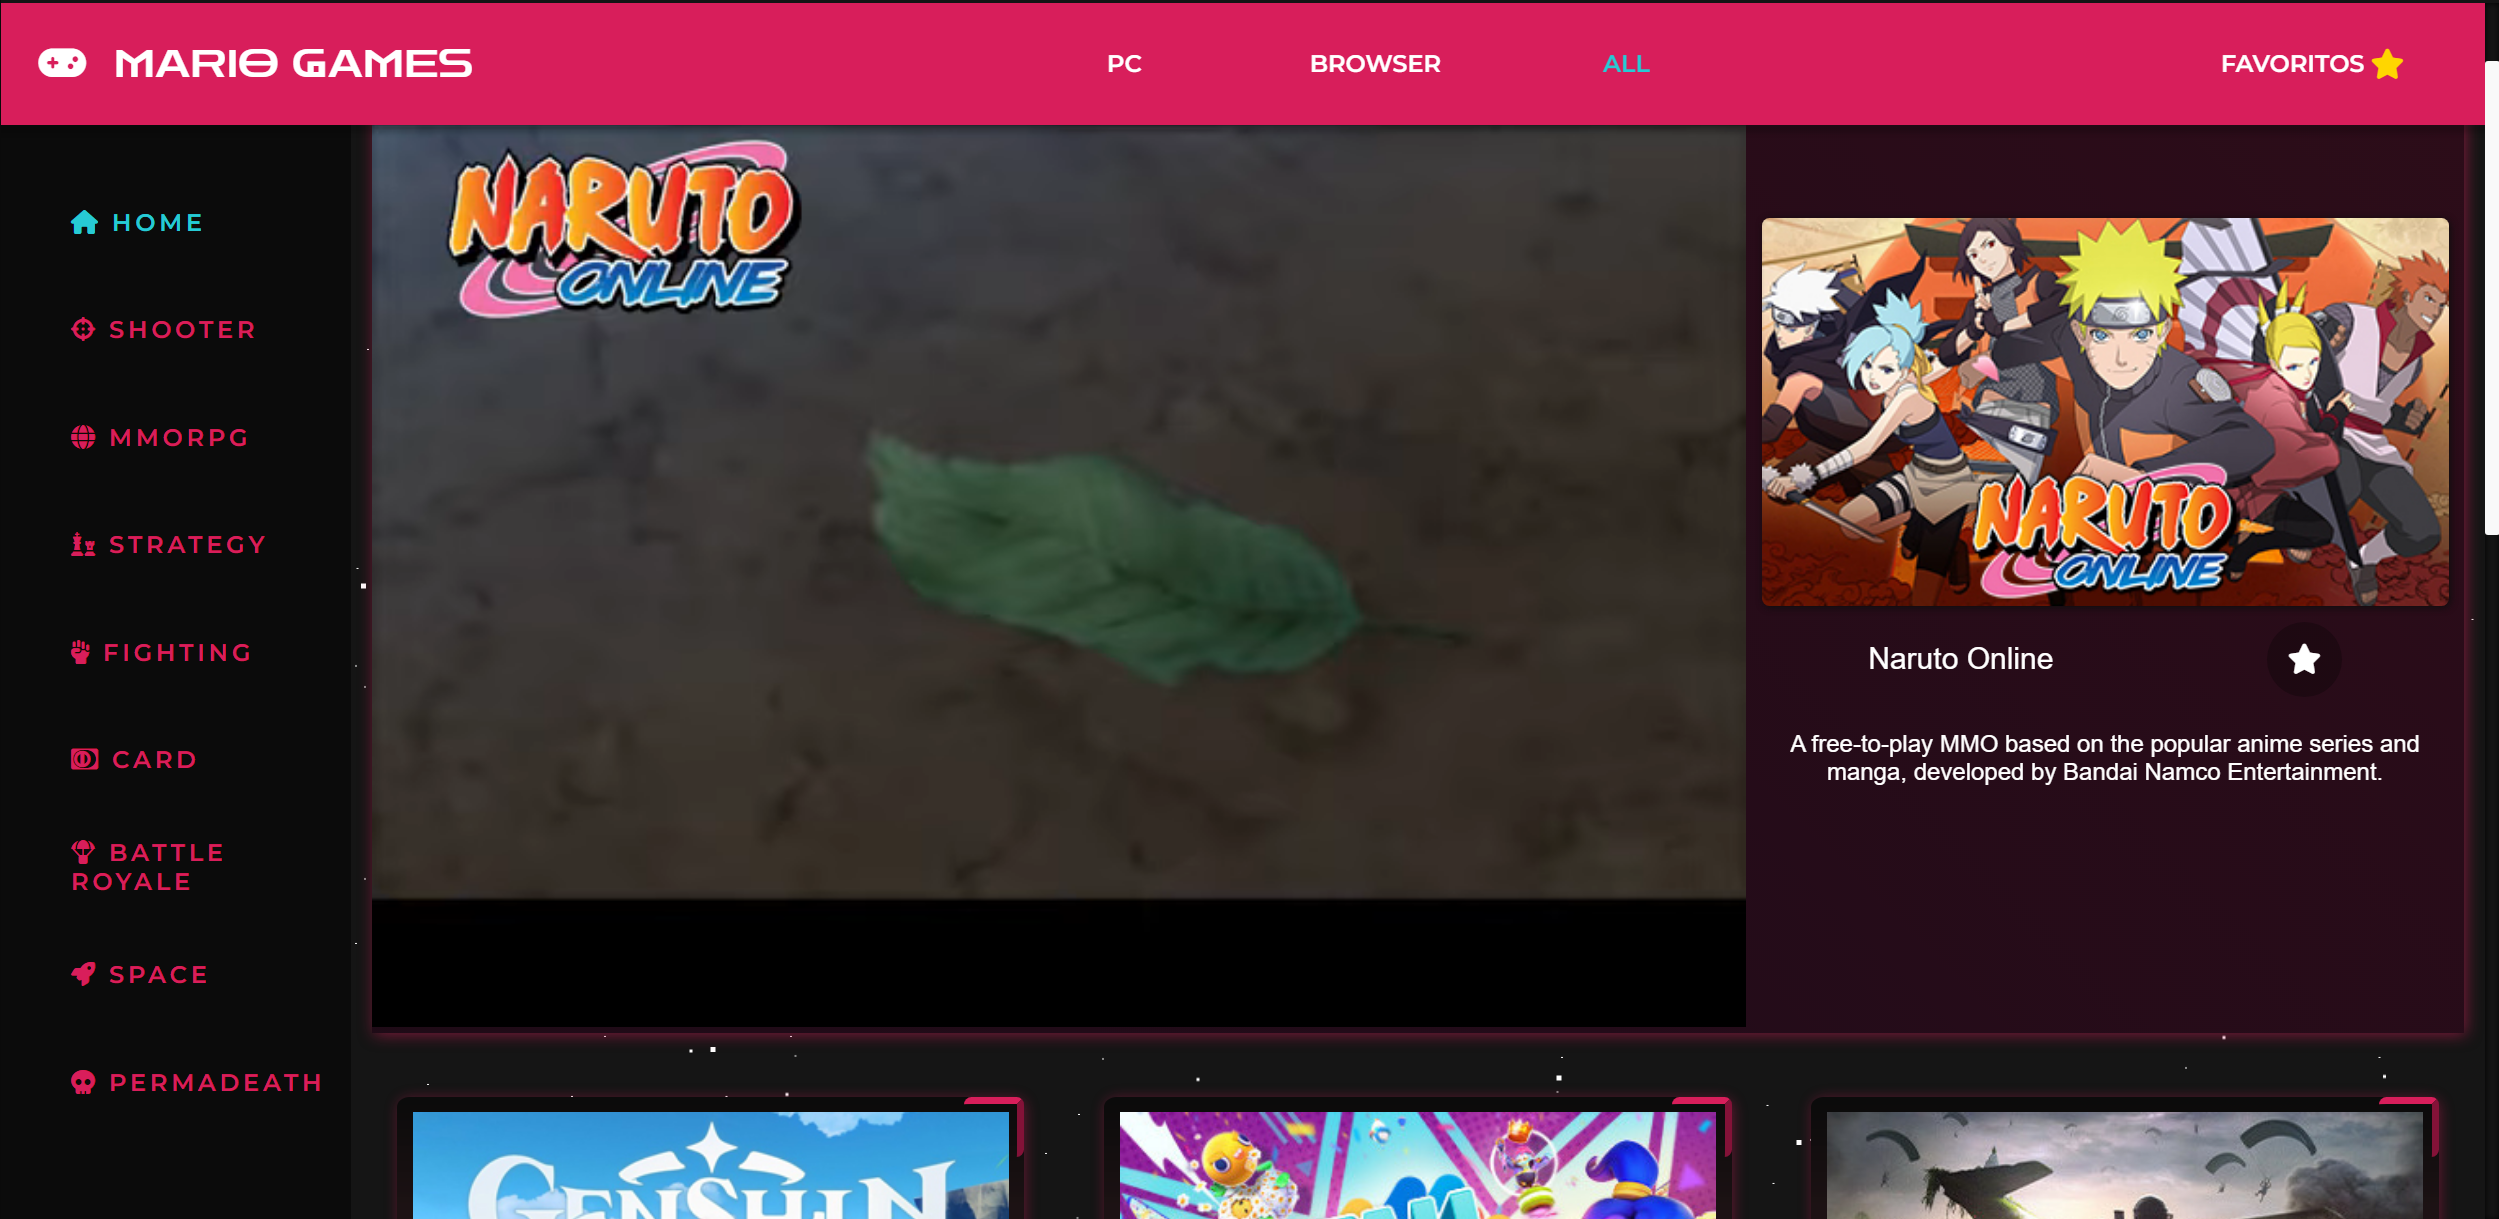 MARIO GAMES
PC
BROWSER
ALL
FAVORITOS
HOME
SHOOTER
MMORPG
STRATEGY
FIGHTING
CARD
BATTLE
ROYALE
SPACE
PERMADEATH
NARUTO
ONLINE
NARUTO
ONLINE
Naruto Online
A free-to-play MMO based on the popular anime series and
manga, developed by Bandai Namco Entertainment.
GENSHIN